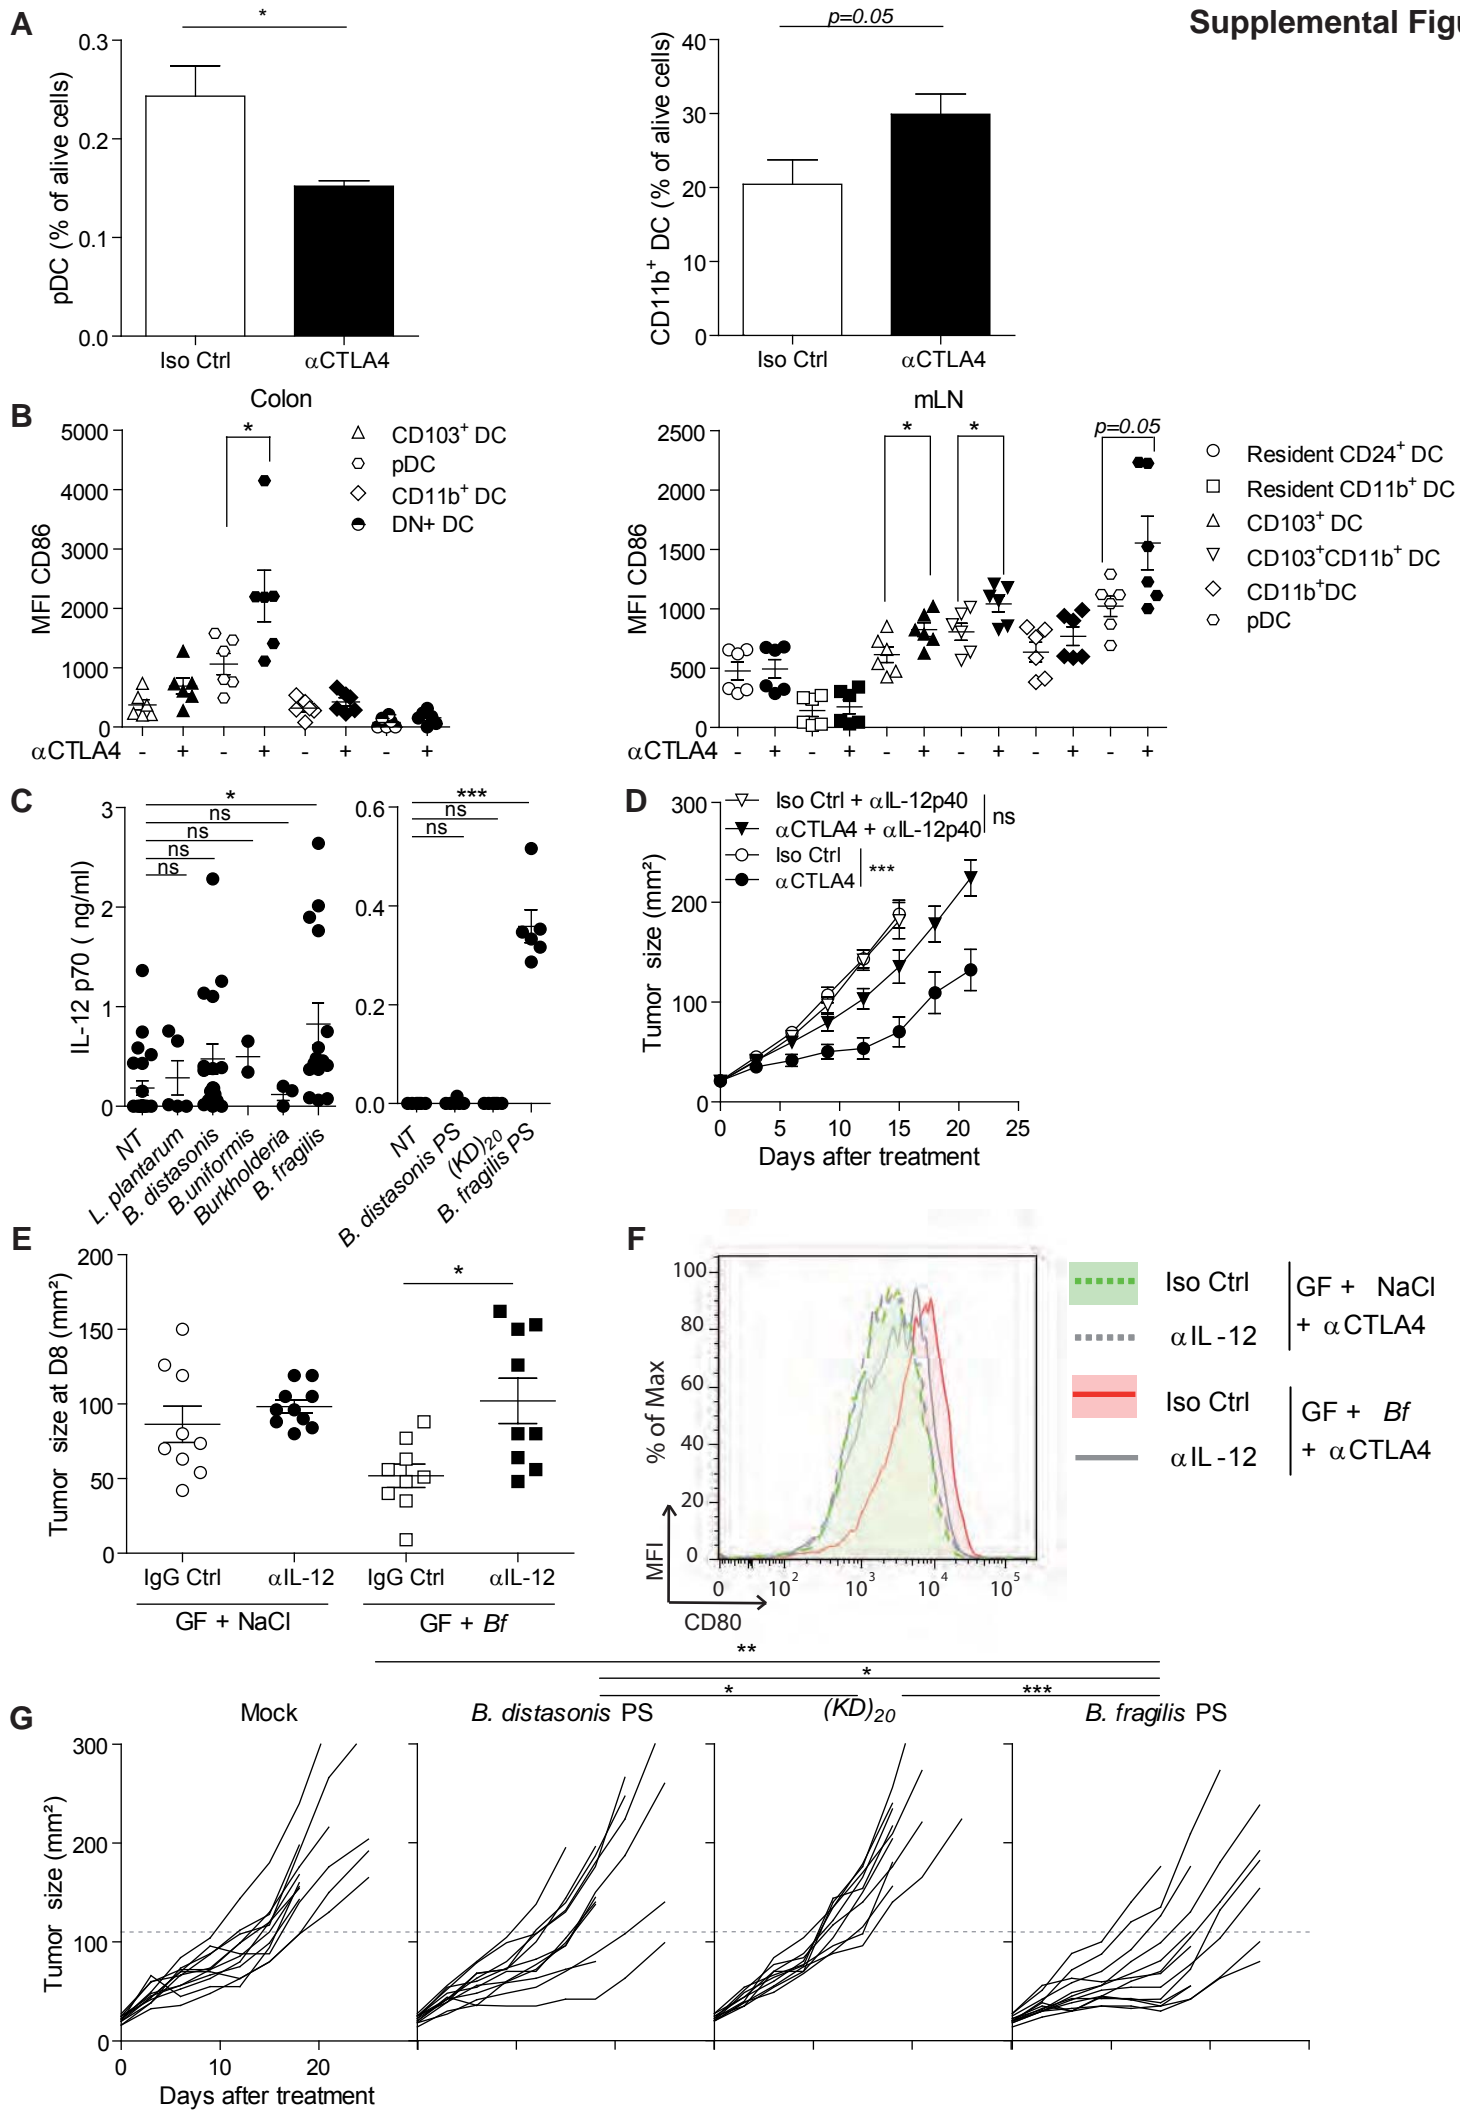 Supplemental Figu
A
*
0.3
0.2
0.1
0.0
pDC (% of alive cells)
Iso Ctrl
αCTLA4
p=0.05
40
30
20
10
0
CD11b⁺ DC (% of alive cells)
Iso Ctrl
αCTLA4
B
Colon
5000
4000
3000
2000
1000
0
MFI CD86
*
CD103⁺ DC
pDC
CD11b⁺ DC
DN+ DC
αCTLA4 - + - + - + - +
mLN
2500
2000
1500
1000
500
0
MFI CD86
* * p=0.05
Resident CD24⁺ DC
Resident CD11b⁺ DC
CD103⁺ DC
CD103⁺CD11b⁺ DC
CD11b⁺DC
pDC
αCTLA4 - + - + - + - + - + - +
C
3
2
1
0
IL-12 p70 ( ng/ml)
*
ns
ns
ns
ns
NT
L. plantarum
B. distasonis
B.uniformis
Burkholderia
B. fragilis
0.6
0.4
0.2
0.0
***
ns
ns
NT
B. distasonis PS
(KD)₂₀
B. fragilis PS
D
300
200
100
0
Tumor size (mm²)
Iso Ctrl + αIL-12p40
αCTLA4 + αIL-12p40
ns
Iso Ctrl
αCTLA4
***
0 5 10 15 20 25
Days after treatment
E
200
150
100
50
0
Tumor size at D8 (mm²)
*
IgG Ctrl αIL-12 IgG Ctrl αIL-12
GF + NaCl GF + Bf
F
100
80
60
40
20
0
% of Max
MFI
0 10² 10³ 10⁴ 10⁵
CD80
Iso Ctrl
αIL-12
GF + NaCl
+ αCTLA4
Iso Ctrl
αIL-12
GF + Bf
+ αCTLA4
**
*
* ***
G
Mock B. distasonis PS (KD)₂₀ B. fragilis PS
300
200
100
0
Tumor size (mm²)
0 10 20
Days after treatment